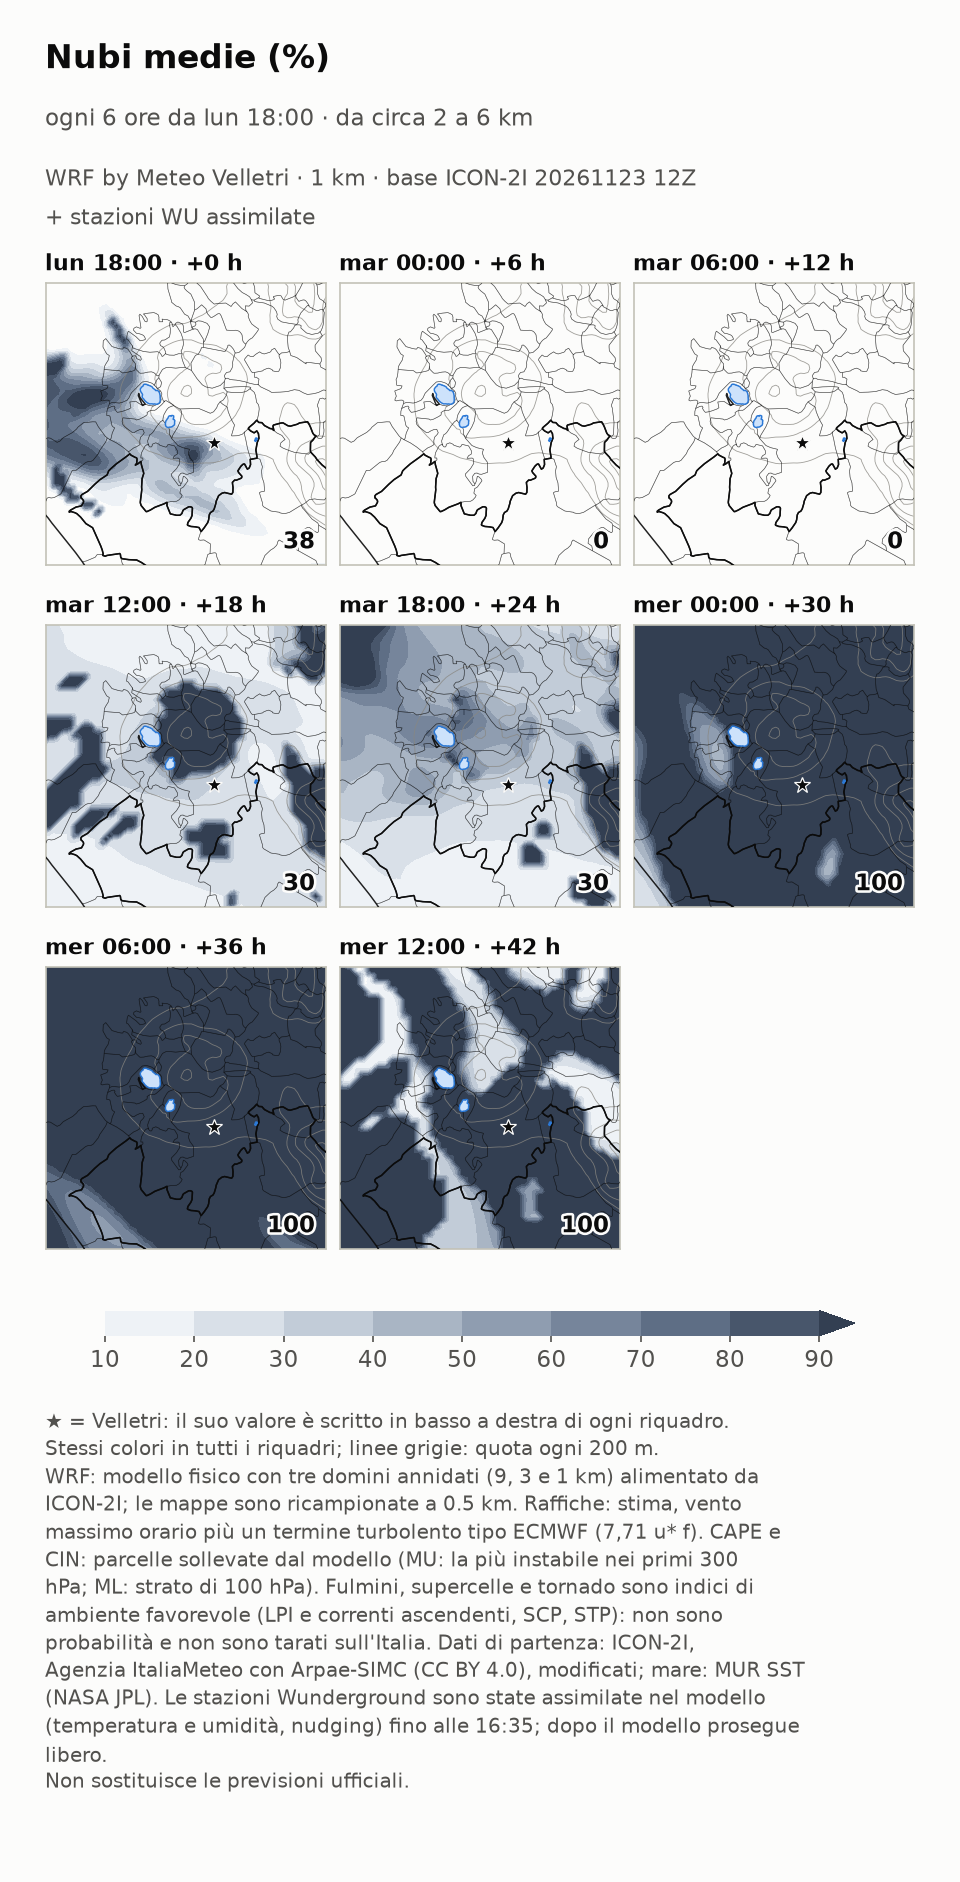 Nubi medie (%)
ogni 6 ore da lun 18:00 · da circa 2 a 6 km
WRF by Meteo Velletri · 1 km · base ICON-2I 20261123 12Z
+ stazioni WU assimilate
lun 18:00 · +0 h
mar 00:00 · +6 h
mar 06:00 · +12 h
38
0
0
mar 12:00 · +18 h
mar 18:00 · +24 h
mer 00:00 · +30 h
30
30
100
mer 06:00 · +36 h
mer 12:00 · +42 h
100
100
10 20 30 40 50 60 70 80 90
★ = Velletri: il suo valore è scritto in basso a destra di ogni riquadro.
Stessi colori in tutti i riquadri; linee grigie: quota ogni 200 m.
WRF: modello fisico con tre domini annidati (9, 3 e 1 km) alimentato da
ICON-2I; le mappe sono ricampionate a 0.5 km. Raffiche: stima, vento
massimo orario più un termine turbolento tipo ECMWF (7,71 u* f). CAPE e
CIN: parcelle sollevate dal modello (MU: la più instabile nei primi 300
hPa; ML: strato di 100 hPa). Fulmini, supercelle e tornado sono indici di
ambiente favorevole (LPI e correnti ascendenti, SCP, STP): non sono
probabilità e non sono tarati sull'Italia. Dati di partenza: ICON-2I,
Agenzia ItaliaMeteo con Arpae-SIMC (CC BY 4.0), modificati; mare: MUR SST
(NASA JPL). Le stazioni Wunderground sono state assimilate nel modello
(temperatura e umidità, nudging) fino alle 16:35; dopo il modello prosegue
libero.
Non sostituisce le previsioni ufficiali.